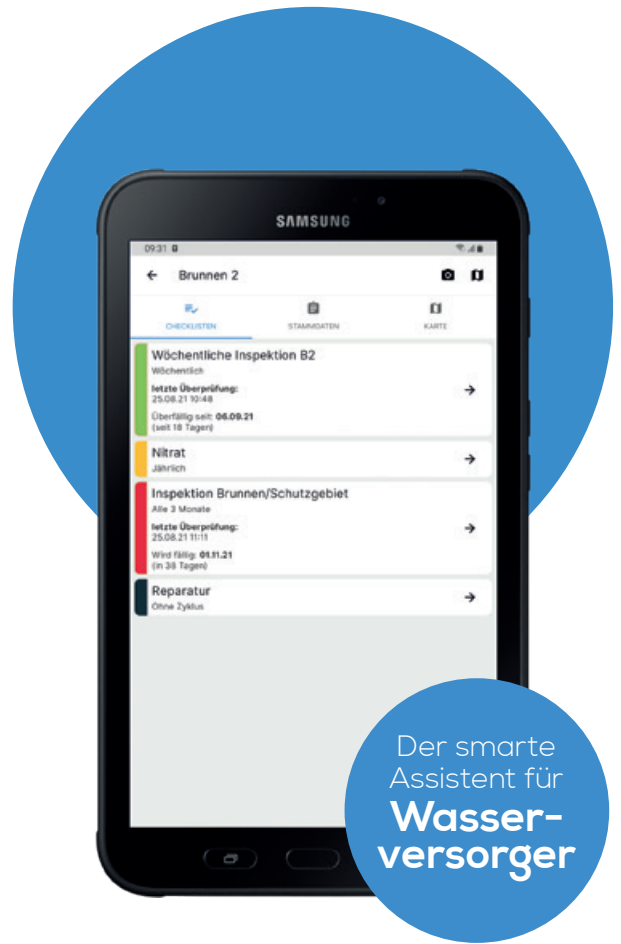 SAMSUNG
09:31
Brunnen 2
CHECKLISTEN STAMMDATEN KARTE
Wöchentliche Inspektion B2
Wöchentlich
letzte Überprüfung:
25.08.21 10:48
Überfällig seit: 06.09.21
(seit 18 Tagen)
Nitrat
Jährlich
Inspektion Brunnen/Schutzgebiet
Alle 3 Monate
letzte Überprüfung:
25.08.21 11:11
Wird fällig: 01.11.21
(in 38 Tagen)
Reparatur
Ohne Zyklus
Der smarte
Assistent für
Wasser-
versorger